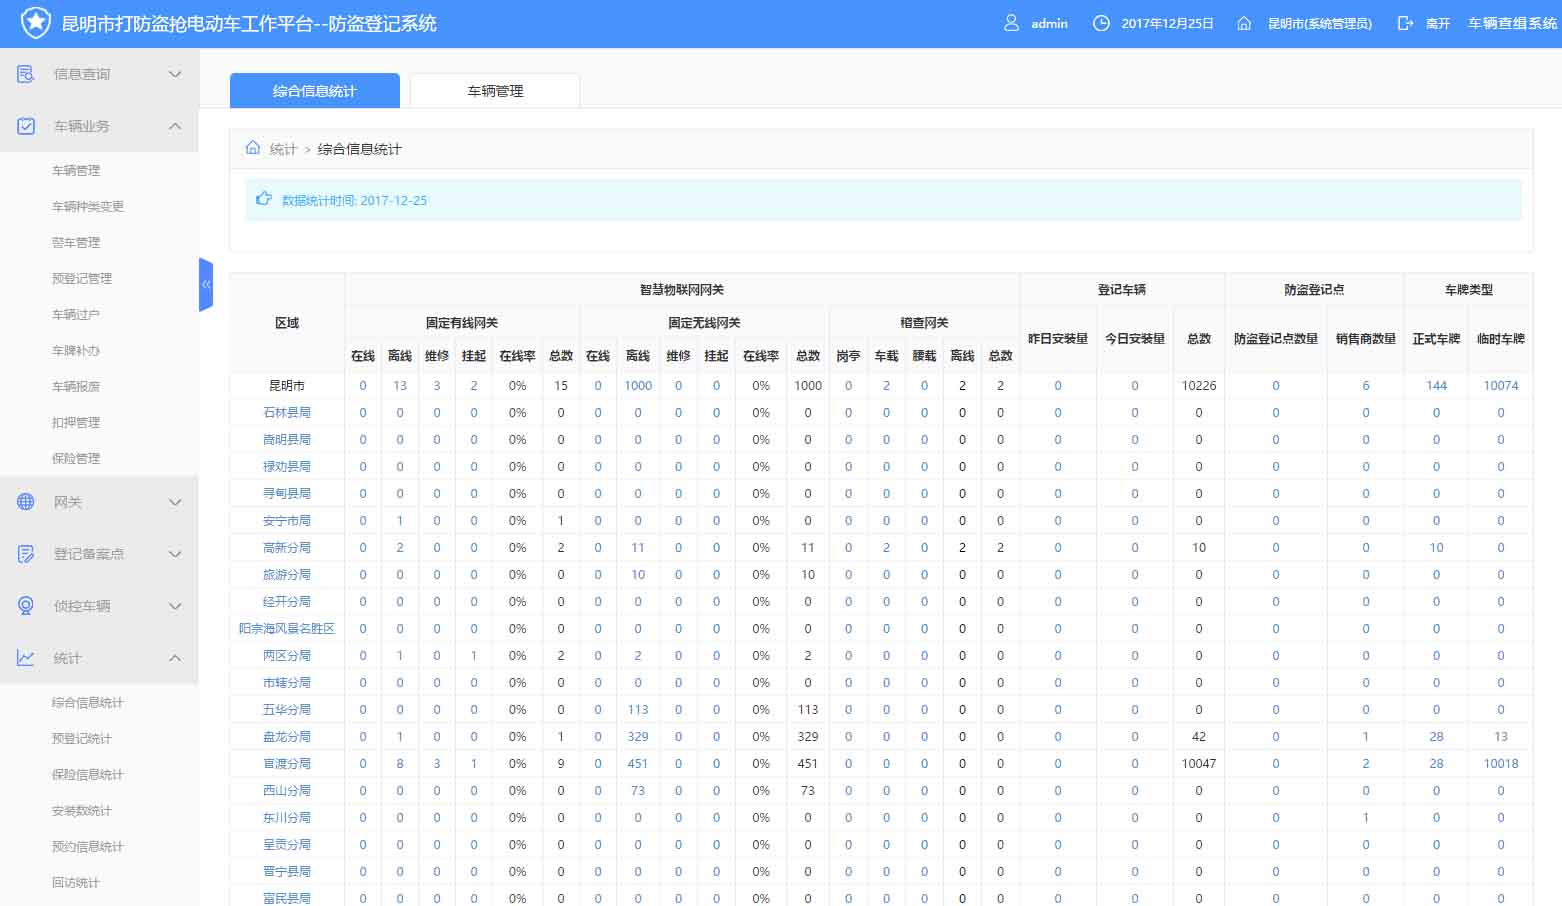 昆明市打防盗抢电动车工作平台--防盗登记系统
admin 2017年12月25日 昆明市(系统管理员) 离开 车辆查缉系统
信息查询
车辆业务
车辆管理
车辆种类变更
警车管理
预登记管理
车辆过户
车牌补办
车辆报废
扣押管理
保险管理
网关
登记备案点
侦控车辆
统计
综合信息统计
预登记统计
保险信息统计
安装数统计
预约信息统计
回访统计
综合信息统计 车辆管理
统计 > 综合信息统计
数据统计时间: 2017-12-25
区域 智慧物联网网关 登记车辆 防盗登记点 车牌类型
固定有线网关 固定无线网关 稽查网关 昨日安装量 今日安装量 总数 防盗登记点数量 销售商数量 正式车牌 临时车牌
在线 离线 维修 挂起 在线率 总数 在线 离线 维修 挂起 在线率 总数 岗亭 车载 腰载 离线 总数
昆明市 0 13 3 2 0% 15 0 1000 0 0 0% 1000 0 2 0 2 2 0 0 10226 0 6 144 10074
石林县局 0 0 0 0 0% 0 0 0 0 0 0% 0 0 0 0 0 0 0 0 0 0 0 0 0
嵩明县局 0 0 0 0 0% 0 0 0 0 0 0% 0 0 0 0 0 0 0 0 0 0 0 0 0
禄劝县局 0 0 0 0 0% 0 0 0 0 0 0% 0 0 0 0 0 0 0 0 0 0 0 0 0
寻甸县局 0 0 0 0 0% 0 0 0 0 0 0% 0 0 0 0 0 0 0 0 0 0 0 0 0
安宁市局 0 1 0 0 0% 1 0 0 0 0 0% 0 0 0 0 0 0 0 0 0 0 0 0 0
高新分局 0 2 0 0 0% 2 0 11 0 0 0% 11 0 2 0 2 2 0 0 10 0 0 10 0
旅游分局 0 0 0 0 0% 0 0 10 0 0 0% 10 0 0 0 0 0 0 0 0 0 0 0 0
经开分局 0 0 0 0 0% 0 0 0 0 0 0% 0 0 0 0 0 0 0 0 0 0 0 0 0
阳宗海风景名胜区 0 0 0 0 0% 0 0 0 0 0 0% 0 0 0 0 0 0 0 0 0 0 0 0 0
两区分局 0 1 0 1 0% 2 0 2 0 0 0% 2 0 0 0 0 0 0 0 0 0 0 0 0
市辖分局 0 0 0 0 0% 0 0 0 0 0 0% 0 0 0 0 0 0 0 0 0 0 0 0 0
五华分局 0 0 0 0 0% 0 0 113 0 0 0% 113 0 0 0 0 0 0 0 0 0 0 0 0
盘龙分局 0 1 0 0 0% 1 0 329 0 0 0% 329 0 0 0 0 0 0 0 42 0 1 28 13
官渡分局 0 8 3 1 0% 9 0 451 0 0 0% 451 0 0 0 0 0 0 0 10047 0 2 28 10018
西山分局 0 0 0 0 0% 0 0 73 0 0 0% 73 0 0 0 0 0 0 0 0 0 0 0 0
东川分局 0 0 0 0 0% 0 0 0 0 0 0% 0 0 0 0 0 0 0 0 0 0 1 0 0
呈贡分局 0 0 0 0 0% 0 0 0 0 0 0% 0 0 0 0 0 0 0 0 0 0 0 0 0
晋宁县局 0 0 0 0 0% 0 0 0 0 0 0% 0 0 0 0 0 0 0 0 0 0 0 0 0
富民县局 0 0 0 0 0% 0 0 0 0 0 0% 0 0 0 0 0 0 0 0 0 0 0 0 0